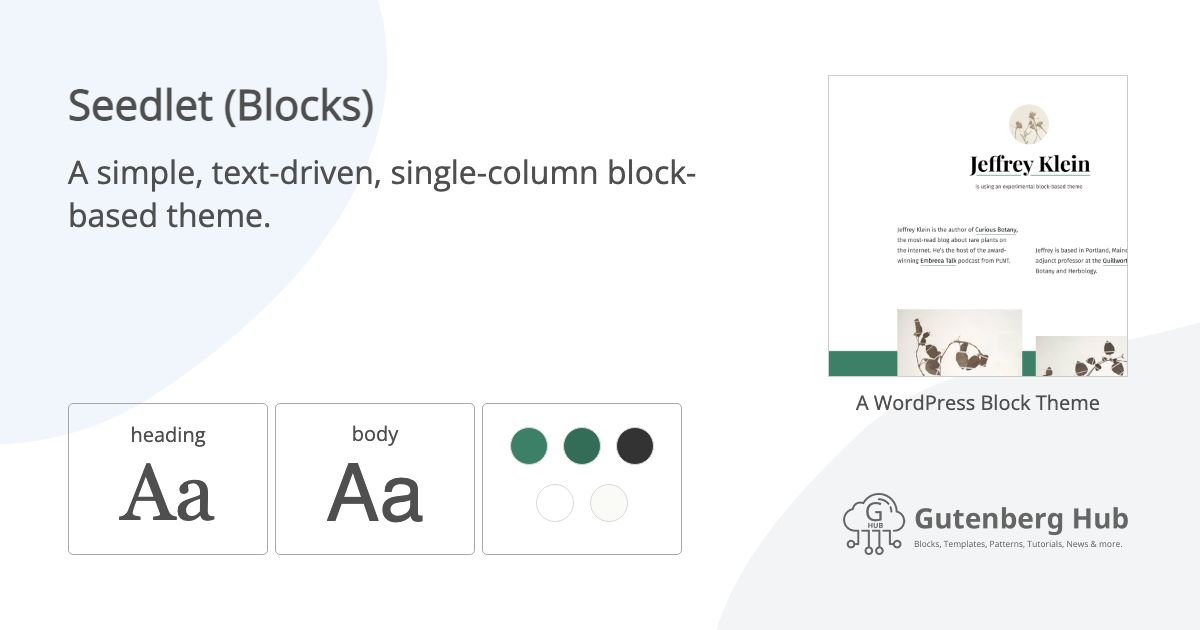 Seedlet (Blocks)
A simple, text-driven, single-column block-
based theme.
heading
Aa
body
Aa
Jeffrey Klein
is using an experimental block-based theme
Jeffrey Klein is the author of Curious Botany,
the most-read blog about rare plants on
the internet. He's the host of the award-
winning Embreea Talk podcast from PLNT.
Jeffrey is based in Portland, Maine
adjunct professor at the Guillwort
Botany and Herbology.
A WordPress Block Theme
G
HUB
Gutenberg Hub
Blocks, Templates, Patterns, Tutorials, News & more.